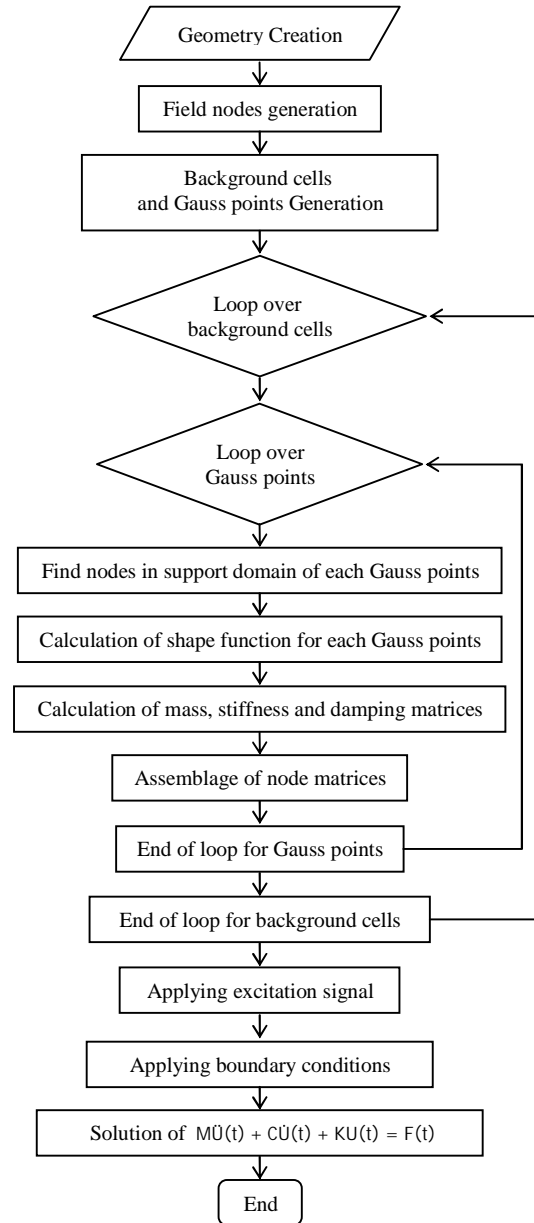 Geometry Creation
Field nodes generation
Background cells
and Gauss points Generation
Loop over
background cells
Loop over
Gauss points
Find nodes in support domain of each Gauss points
Calculation of shape function for each Gauss points
Calculation of mass, stiffness and damping matrices
Assemblage of node matrices
End of loop for Gauss points
End of loop for background cells
Applying excitation signal
Applying boundary conditions
Solution of MÜ(t) + CU̇(t) + KU(t) = F(t)
End